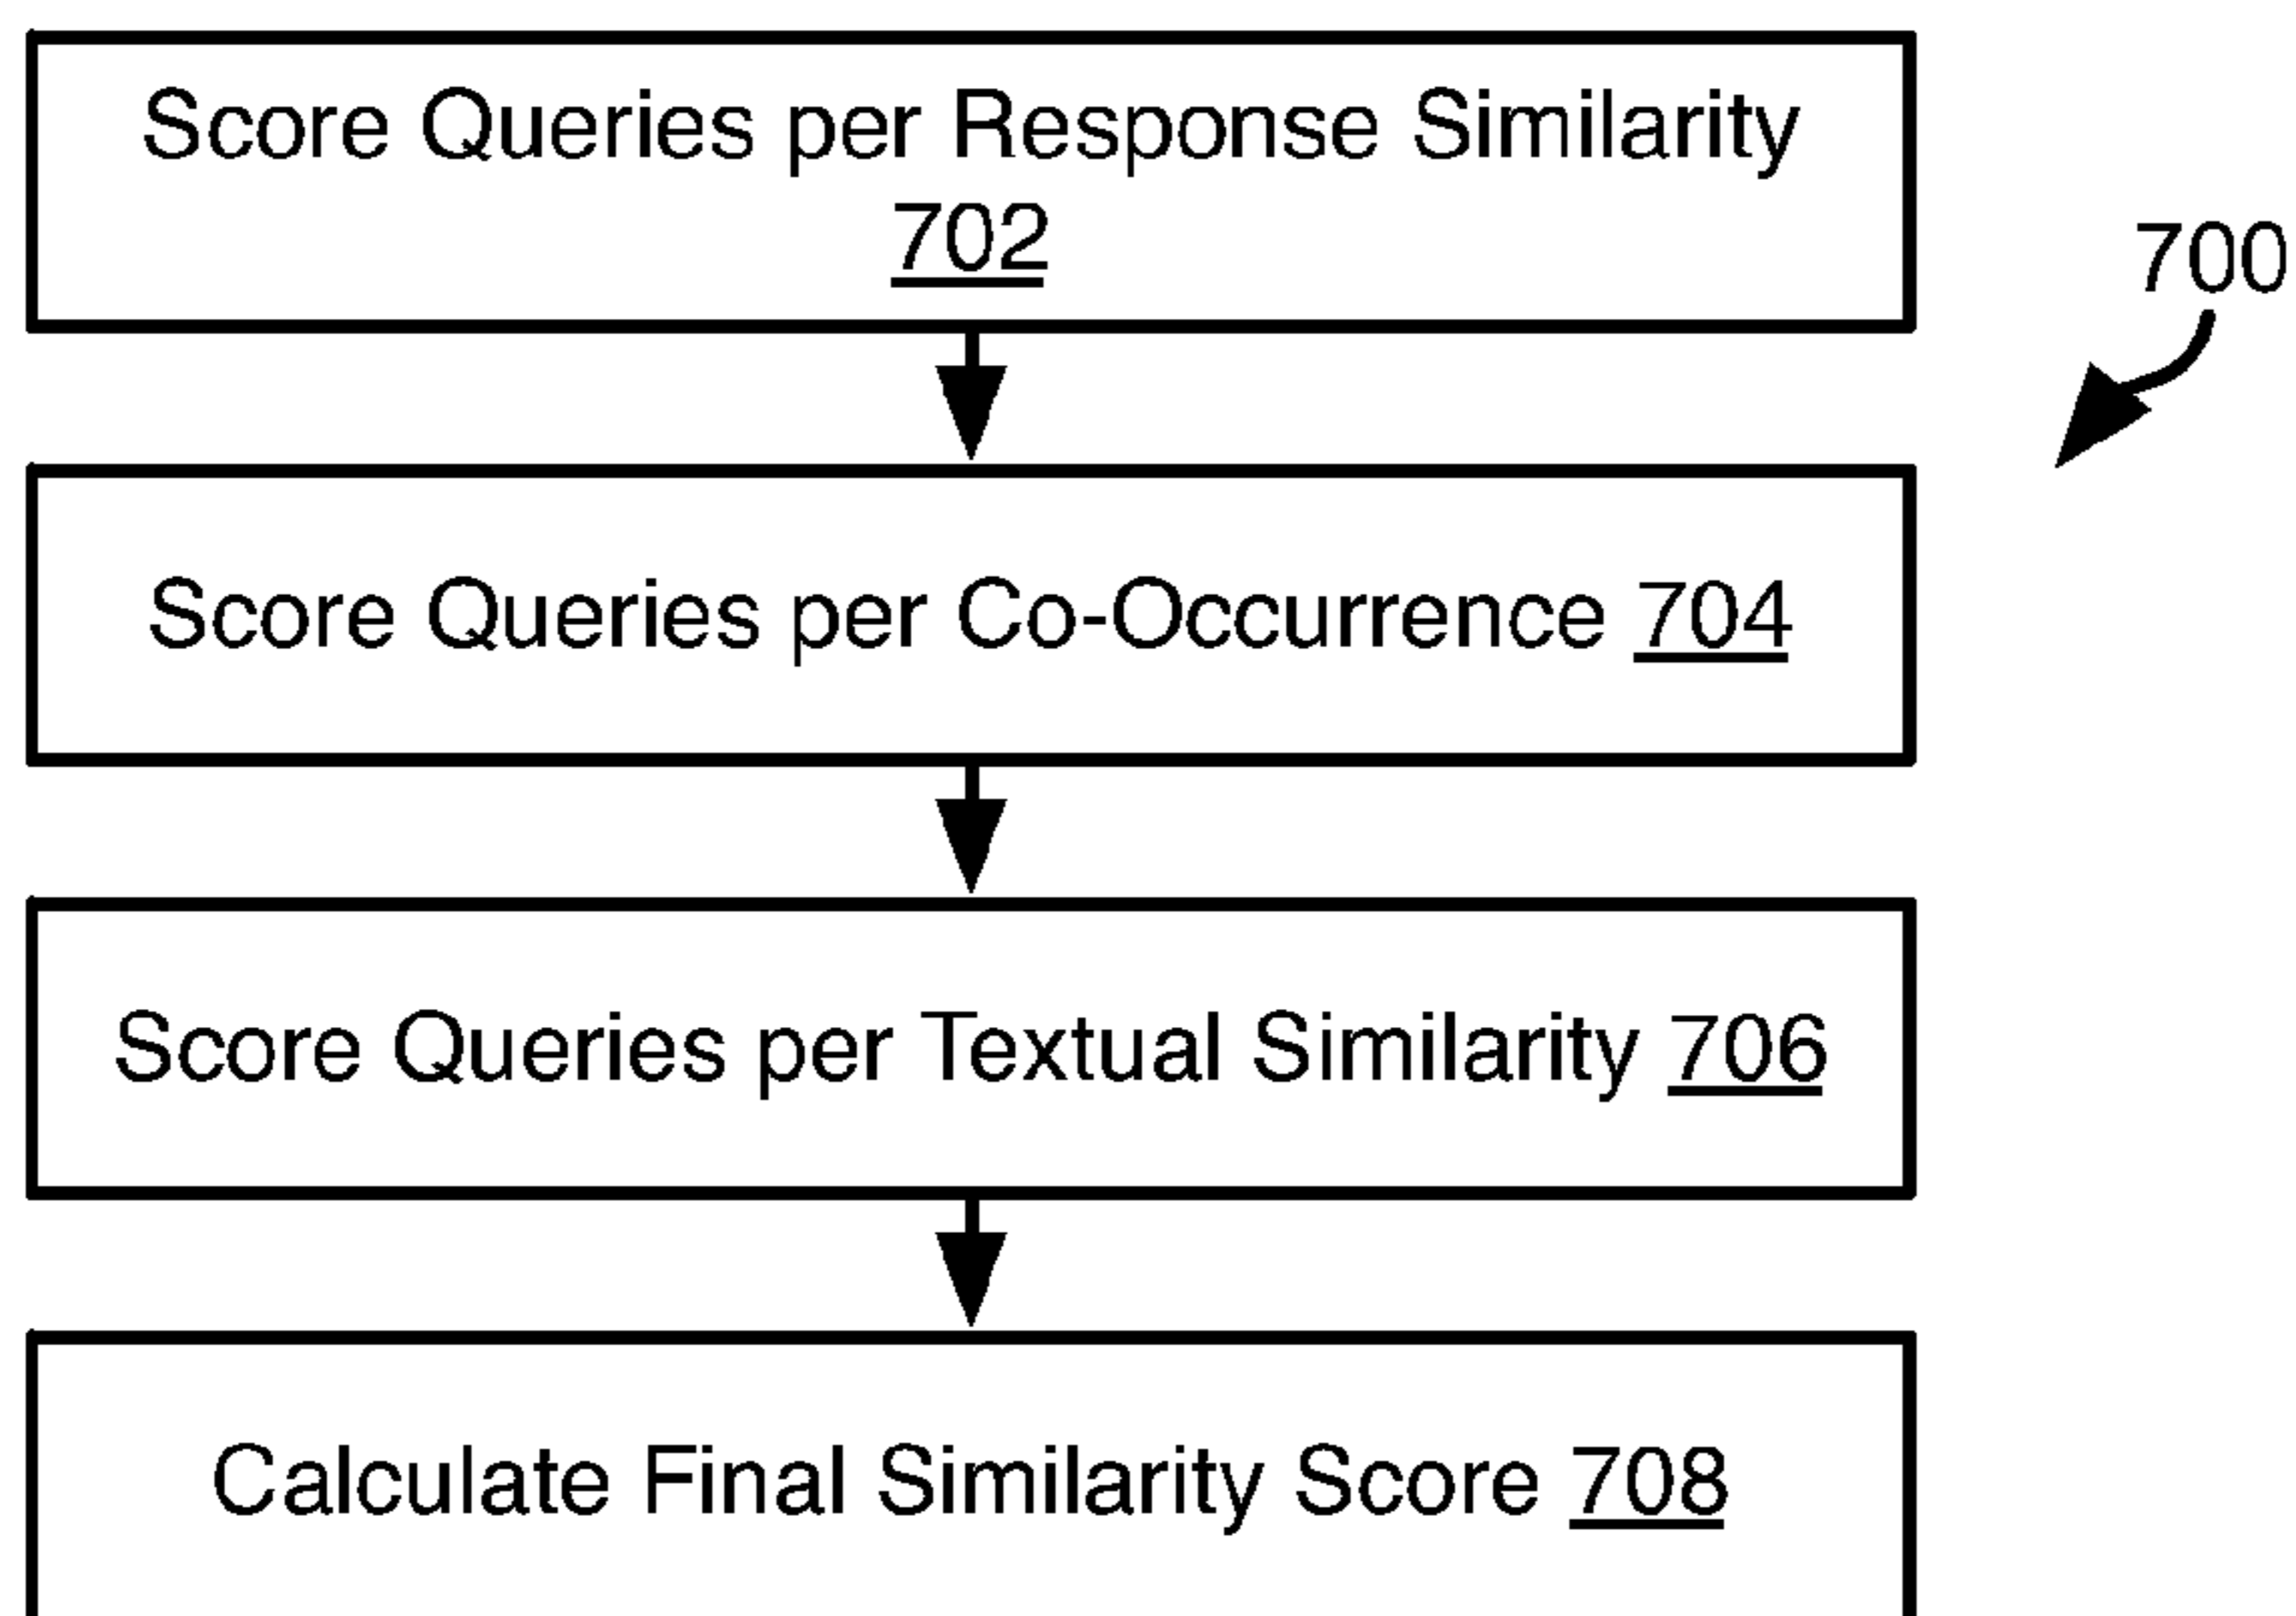 Score Queries per Response Similarity
702
700
Score Queries per Co-Occurrence 704
Score Queries per Textual Similarity 706
Calculate Final Similarity Score 708